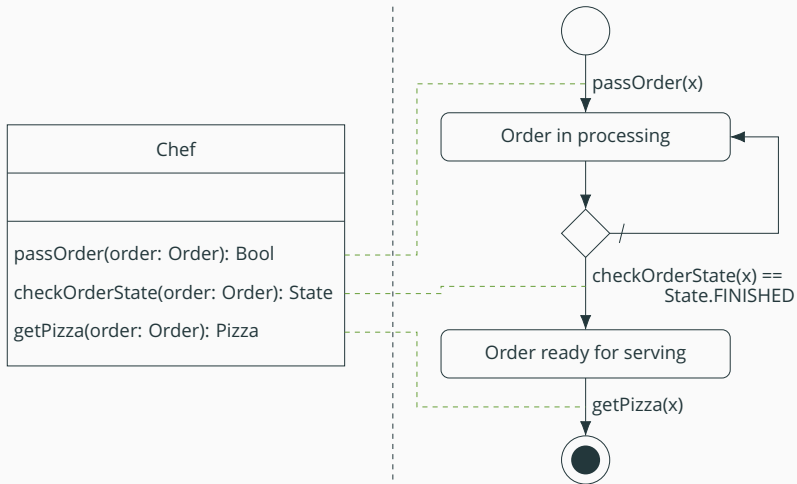 Chef
passOrder(order: Order): Bool
checkOrderState(order: Order): State
getPizza(order: Order): Pizza
passOrder(x)
Order in processing
checkOrderState(x) ==
State.FINISHED
Order ready for serving
getPizza(x)